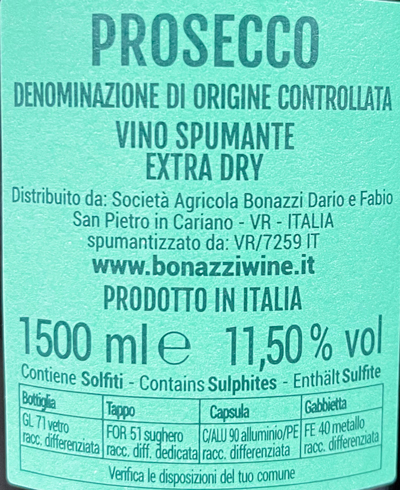 PROSECCO
DENOMINAZIONE DI ORIGINE CONTROLLATA
VINO SPUMANTE
EXTRA DRY
Distribuito da: Società Agricola Bonazzi Dario e Fabio
San Pietro in Cariano - VR - ITALIA
spumantizzato da: VR/7259 IT
www.bonazziwine.it
PRODOTTO IN ITALIA
1500 ml e 11,50 % vol
Contiene Solfiti - Contains Sulphites - Enthält Sulfite
Bottiglia Tappo Capsula Gabbietta
GL 71 vetro FOR 51 sughero C/ALU 90 alluminio/PE FE 40 metallo
racc. differenziata racc. diff. dedicata racc. differenziata racc. differenziata
Verifica le disposizioni del tuo comune